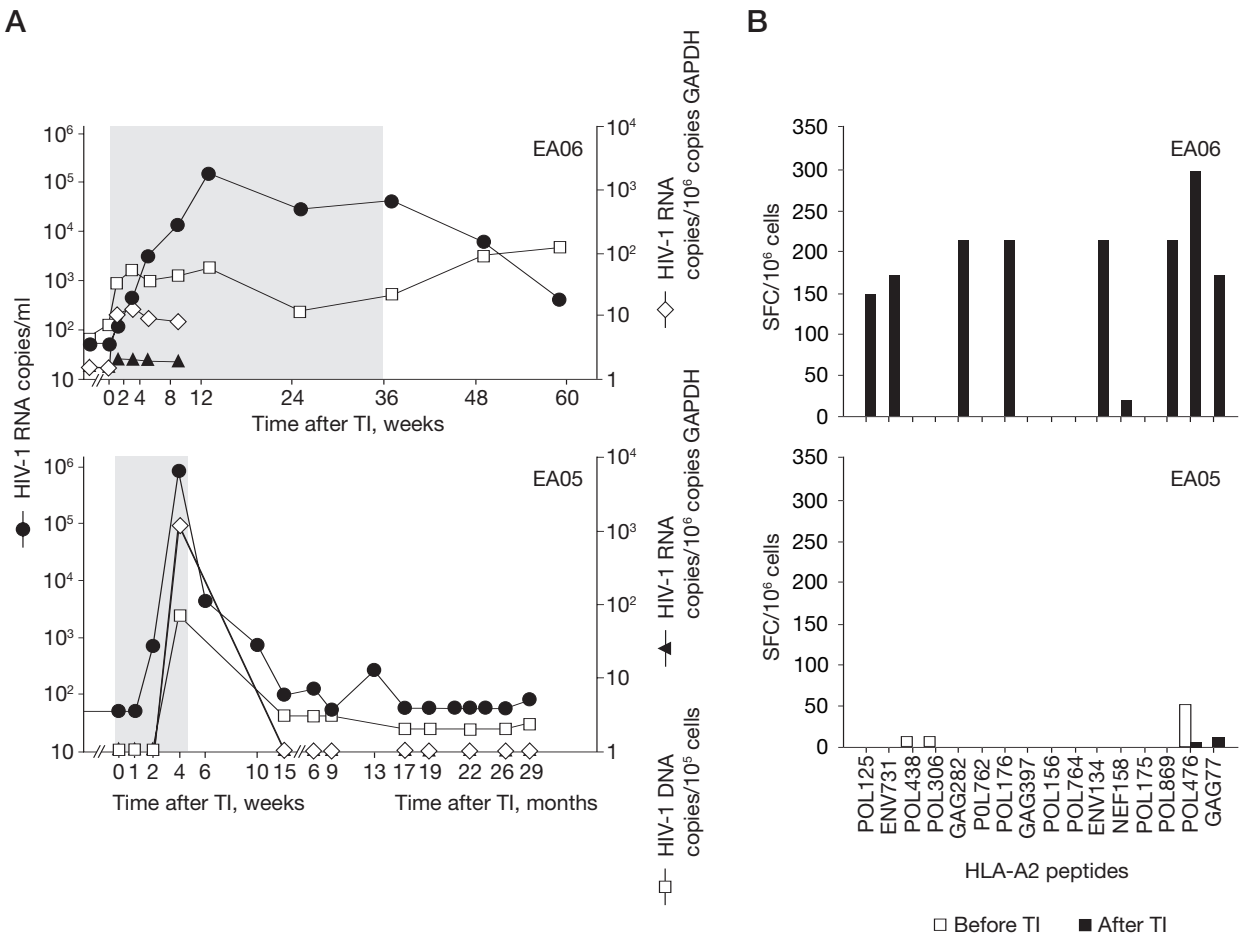 A
B
EA06
10⁶
10⁵
10⁴
10³
10²
10
10⁴
10³
10²
10
1
0 2 4 8 12 24 36 48 60
Time after TI, weeks
EA05
10⁶
10⁵
10⁴
10³
10²
10
10⁴
10³
10²
10
1
0 1 2 4 6 10 15 6 9 13 17 19 22 26 29
Time after TI, weeks
Time after TI, months
HIV-1 RNA copies/ml
HIV-1 RNA
copies/10⁶ copies GAPDH
HIV-1 RNA
copies/10⁶ copies GAPDH
HIV-1 DNA
copies/10⁵ cells
EA06
350
300
250
200
150
100
50
0
SFC/10⁶ cells
EA05
350
300
250
200
150
100
50
0
SFC/10⁶ cells
POL125
ENV731
POL438
POL306
GAG282
POL762
POL176
GAG397
POL156
POL764
ENV134
NEF158
POL175
POL869
POL476
GAG77
HLA-A2 peptides
Before TI
After TI